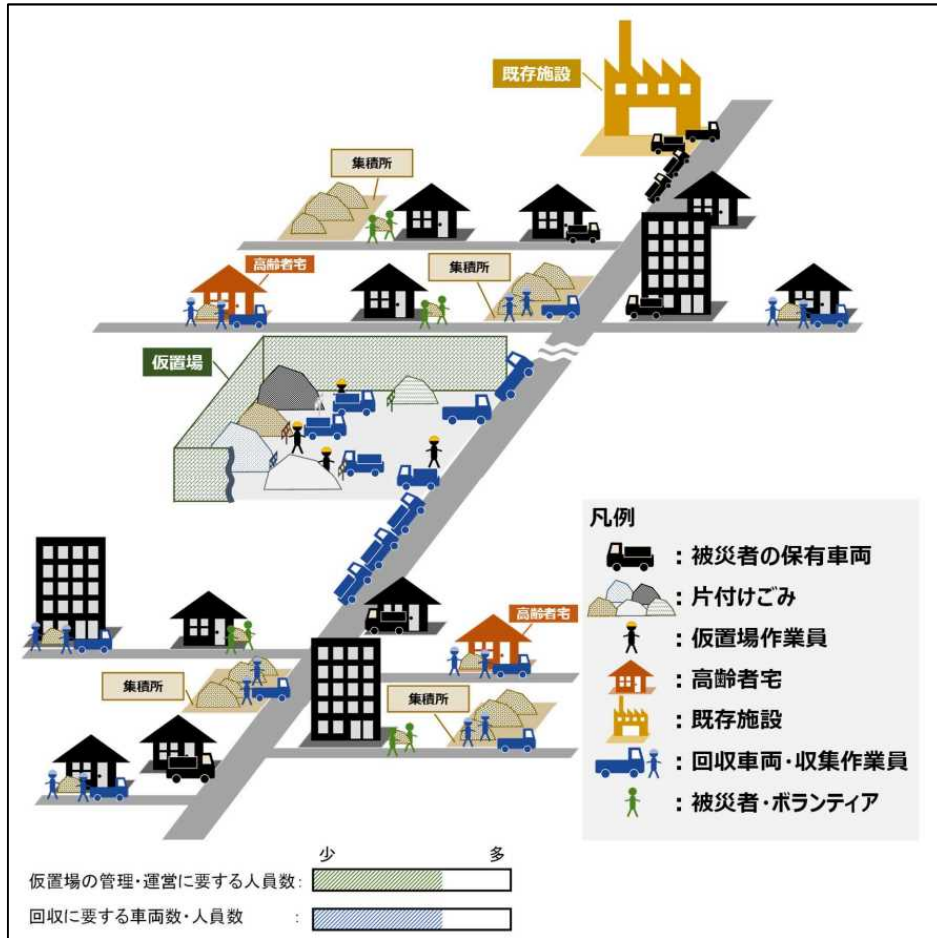 既存施設
集積所
高齢者宅
集積所
仮置場
凡例
：被災者の保有車両
：片付けごみ
：仮置場作業員
：高齢者宅
：既存施設
：回収車両・収集作業員
：被災者・ボランティア
高齢者宅
集積所
集積所
少 多
仮置場の管理・運営に要する人員数：
回収に要する車両数・人員数 ：